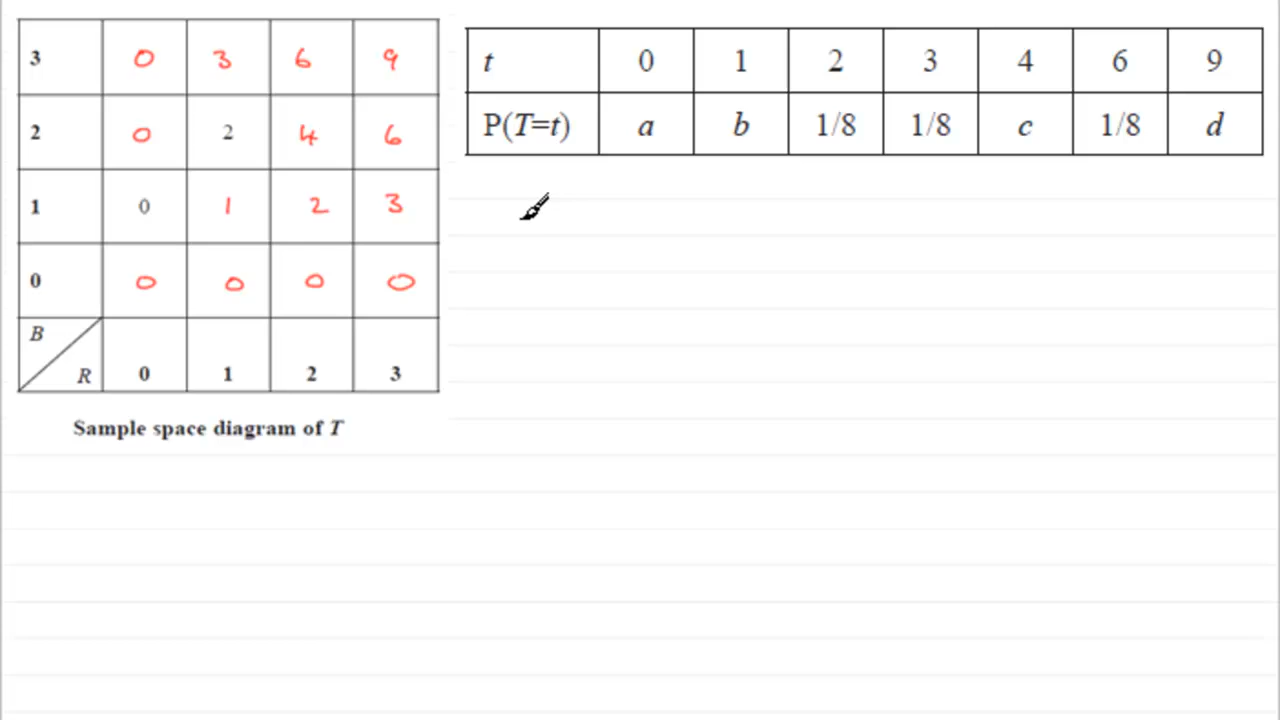 3 0 3 6 9
2 0 2 4 6
1 0 1 2 3
0 0 0 0 0
B
R 0 1 2 3
Sample space diagram of T
t 0 1 2 3 4 6 9
P(T=t) a b 1/8 1/8 c 1/8 d